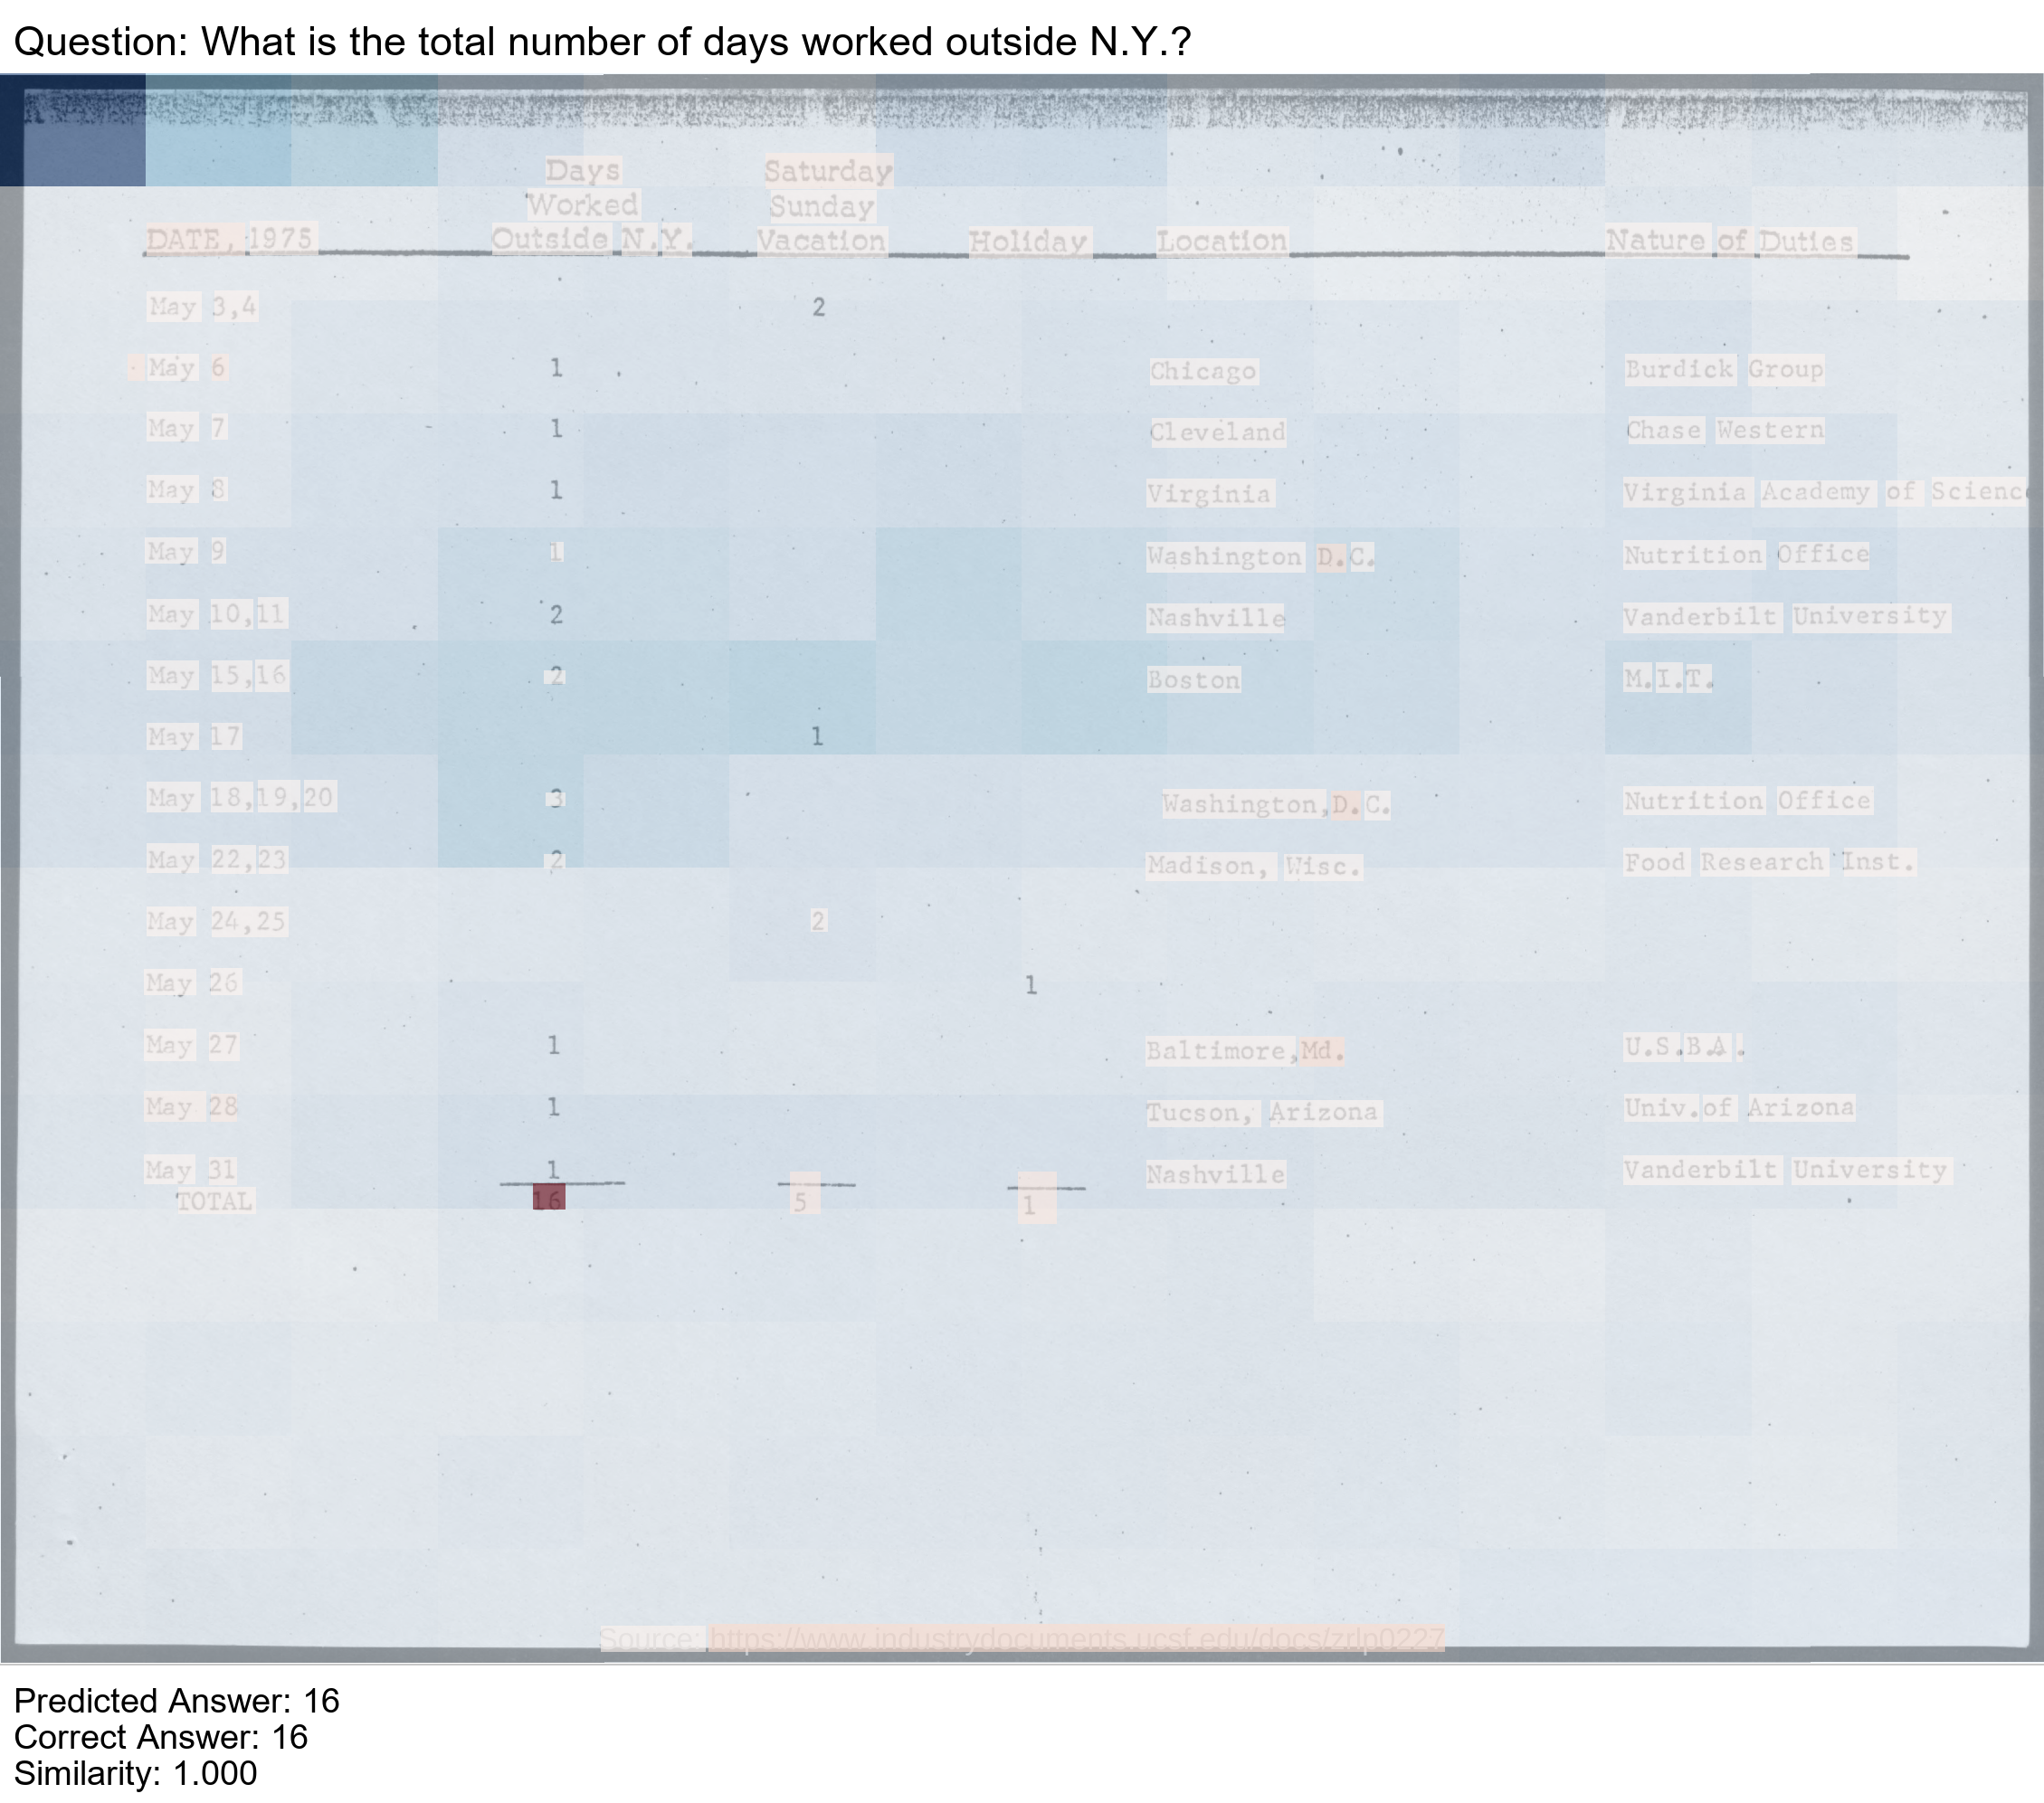 Question: What is the total number of days worked outside N.Y.?
Days Saturday
Worked Sunday
DATE, 1975 Outside N.Y. Vacation Holiday Location Nature of Duties
May 3,4 2
May 6 1 Chicago Burdick Group
May 7 1 Cleveland Chase Western
May 8 1 Virginia Virginia Academy of Science
May 9 1 Washington D.C. Nutrition Office
May 10,11 2 Nashville Vanderbilt University
May 15,16 2 Boston M.I.T.
May 17 1
May 18,19,20 3 Washington,D.C. Nutrition Office
May 22,23 2 Madison, Wisc. Food Research Inst.
May 24,25 2
May 26 1
May 27 1 Baltimore,Md. U.S.B.A.
May 28 1 Tucson, Arizona Univ.of Arizona
May 31 1 Nashville Vanderbilt University
TOTAL 16 5 1
Source: https://www.industrydocuments.ucsf.edu/docs/zrlp0227
Predicted Answer: 16
Correct Answer: 16
Similarity: 1.000